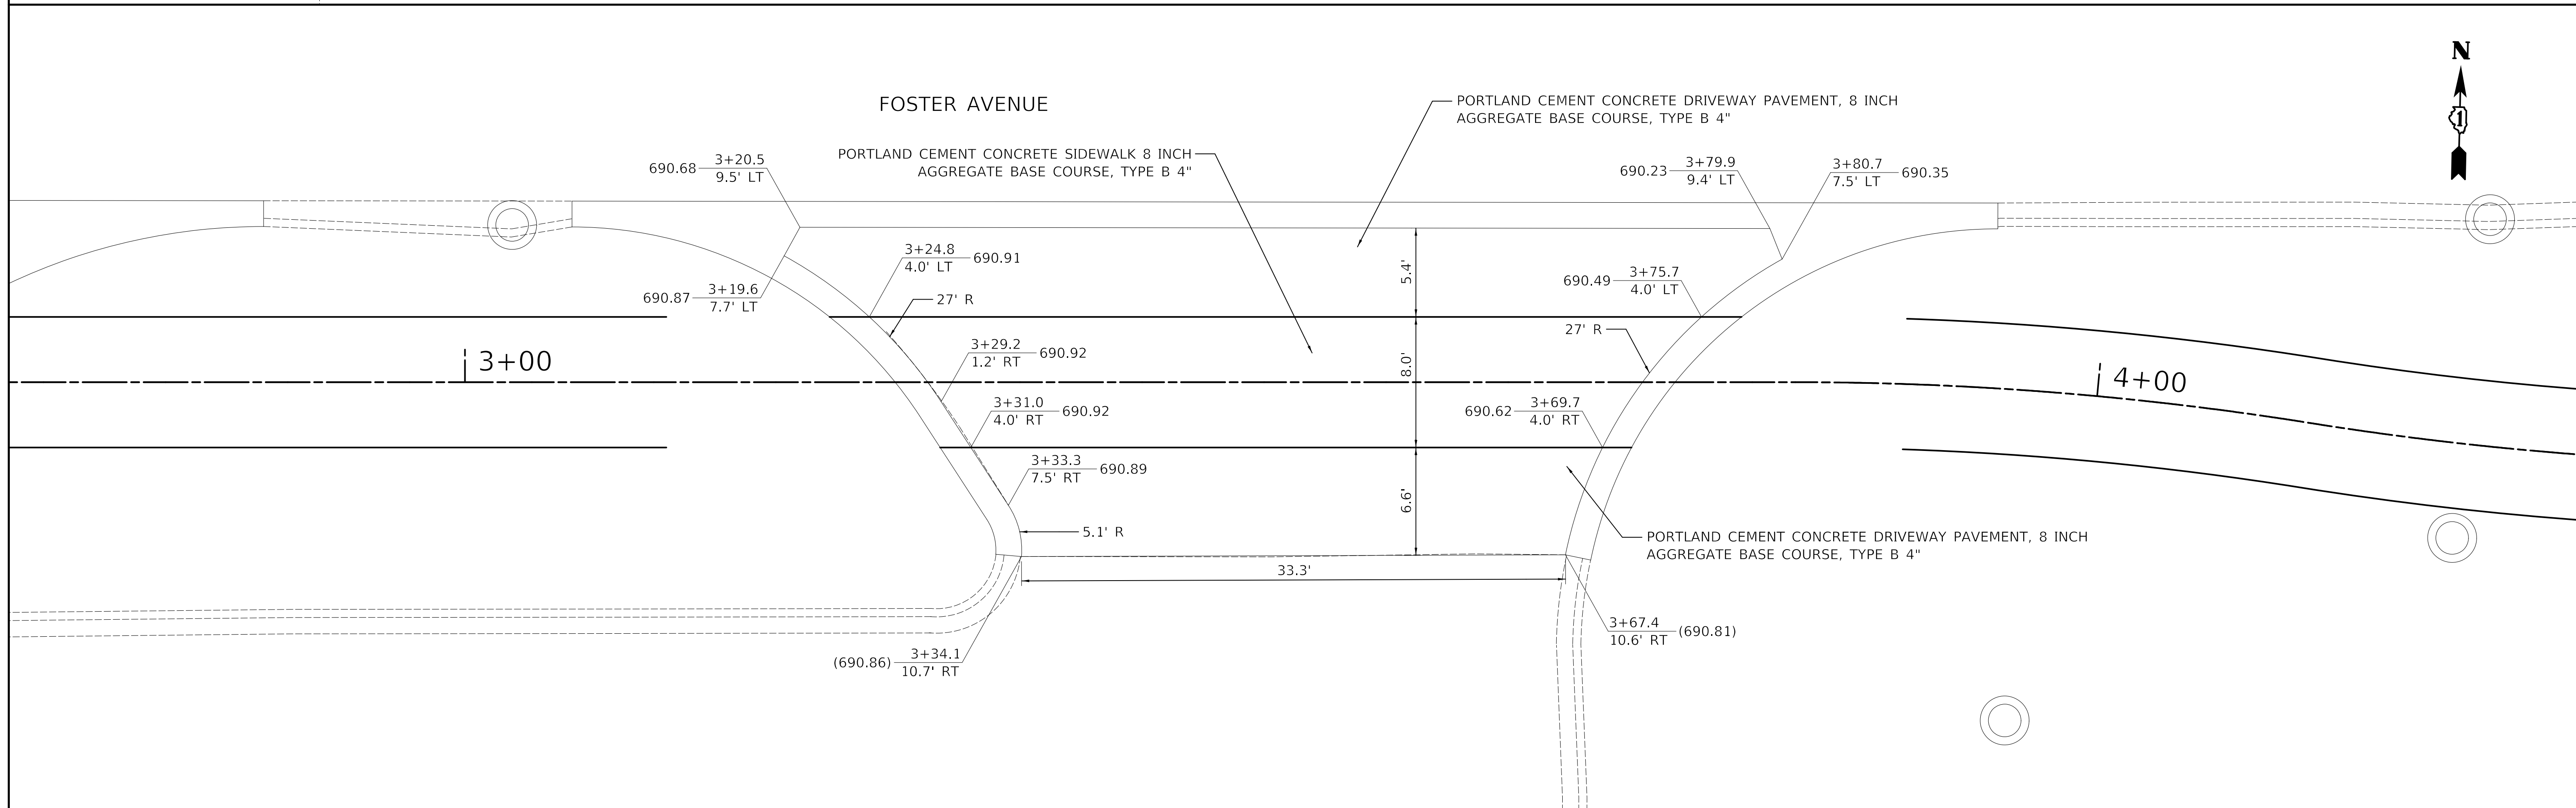 N
1
FOSTER AVENUE
PORTLAND CEMENT CONCRETE DRIVEWAY PAVEMENT, 8 INCH
AGGREGATE BASE COURSE, TYPE B 4"
PORTLAND CEMENT CONCRETE SIDEWALK 8 INCH
AGGREGATE BASE COURSE, TYPE B 4"
690.68 3+20.5
9.5' LT
690.23 3+79.9
9.4' LT
3+80.7 690.35
7.5' LT
3+24.8 690.91
4.0' LT
690.87 3+19.6
7.7' LT
27' R
5.4'
690.49 3+75.7
4.0' LT
27' R
3+00
3+29.2 690.92
1.2' RT
8.0'
4+00
3+31.0 690.92
4.0' RT
690.62 3+69.7
4.0' RT
3+33.3 690.89
7.5' RT
6.6'
5.1' R
PORTLAND CEMENT CONCRETE DRIVEWAY PAVEMENT, 8 INCH
AGGREGATE BASE COURSE, TYPE B 4"
33.3'
3+67.4 (690.81)
10.6' RT
(690.86) 3+34.1
10.7' RT